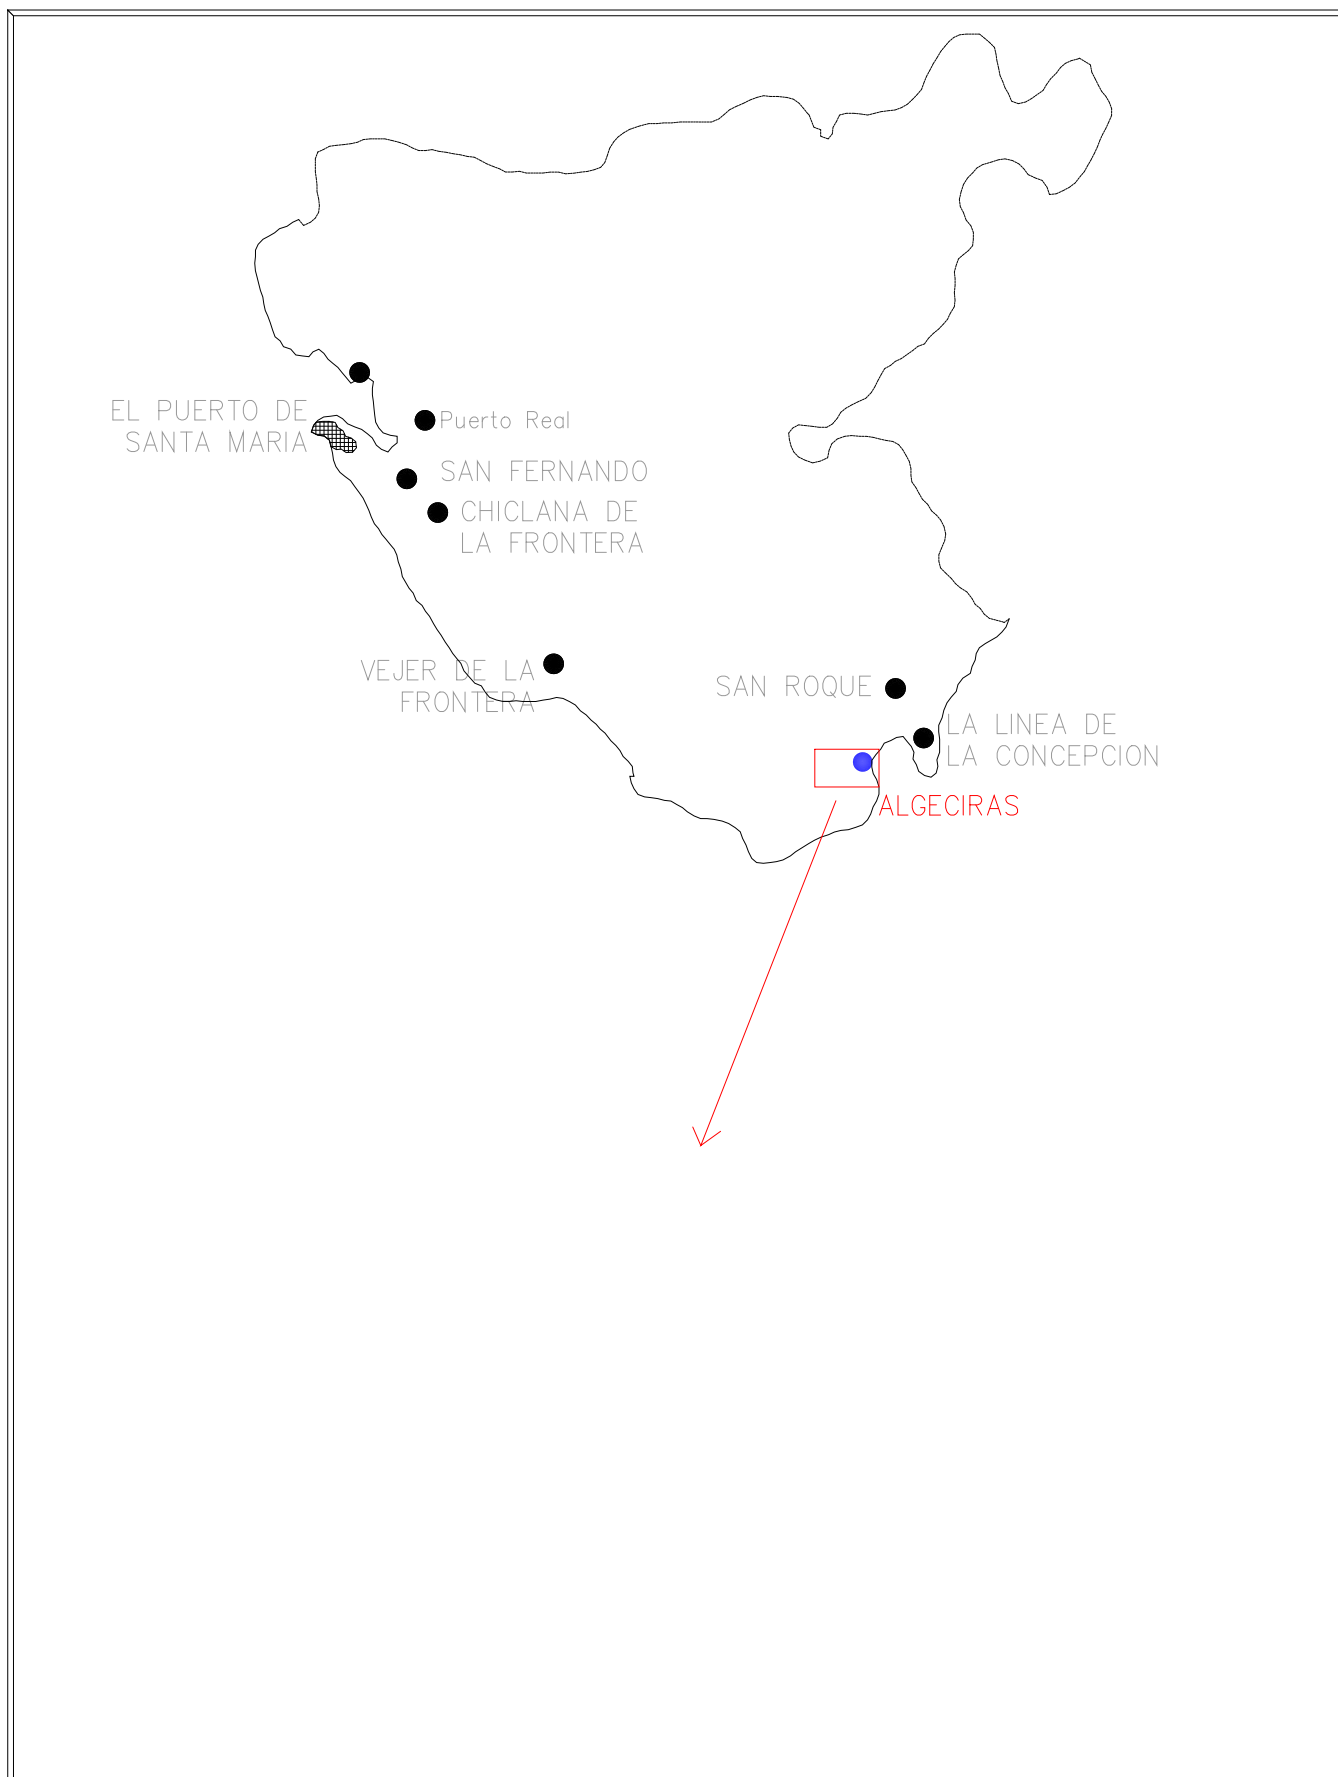 EL PUERTO DE
SANTA MARIA
Puerto Real
SAN FERNANDO
CHICLANA DE
LA FRONTERA
VEJER DE LA
FRONTERA
SAN ROQUE
LA LINEA DE
LA CONCEPCION
ALGECIRAS